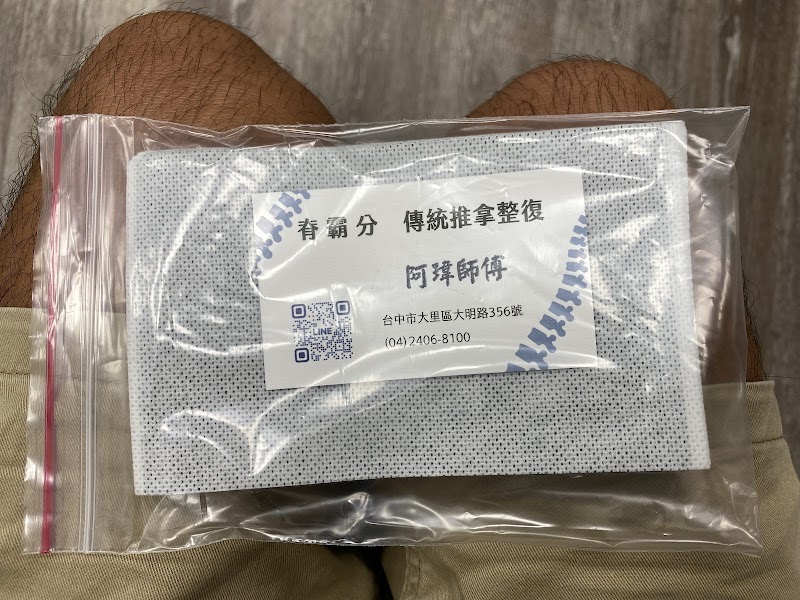 脊霸分 傳統推拿整復
阿瑋師傅
LINE
台中市大里區大明路356號
(04)2406-8100